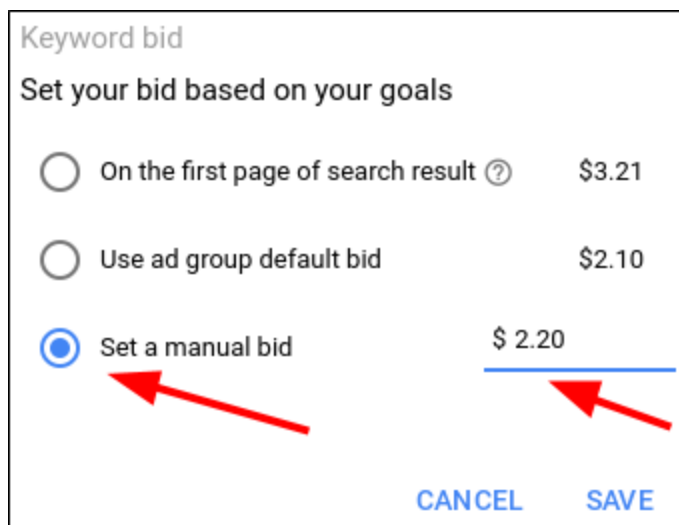 Keyword bid
Set your bid based on your goals
On the first page of search result ? $3.21
Use ad group default bid $2.10
Set a manual bid $ 2.20
CANCEL SAVE